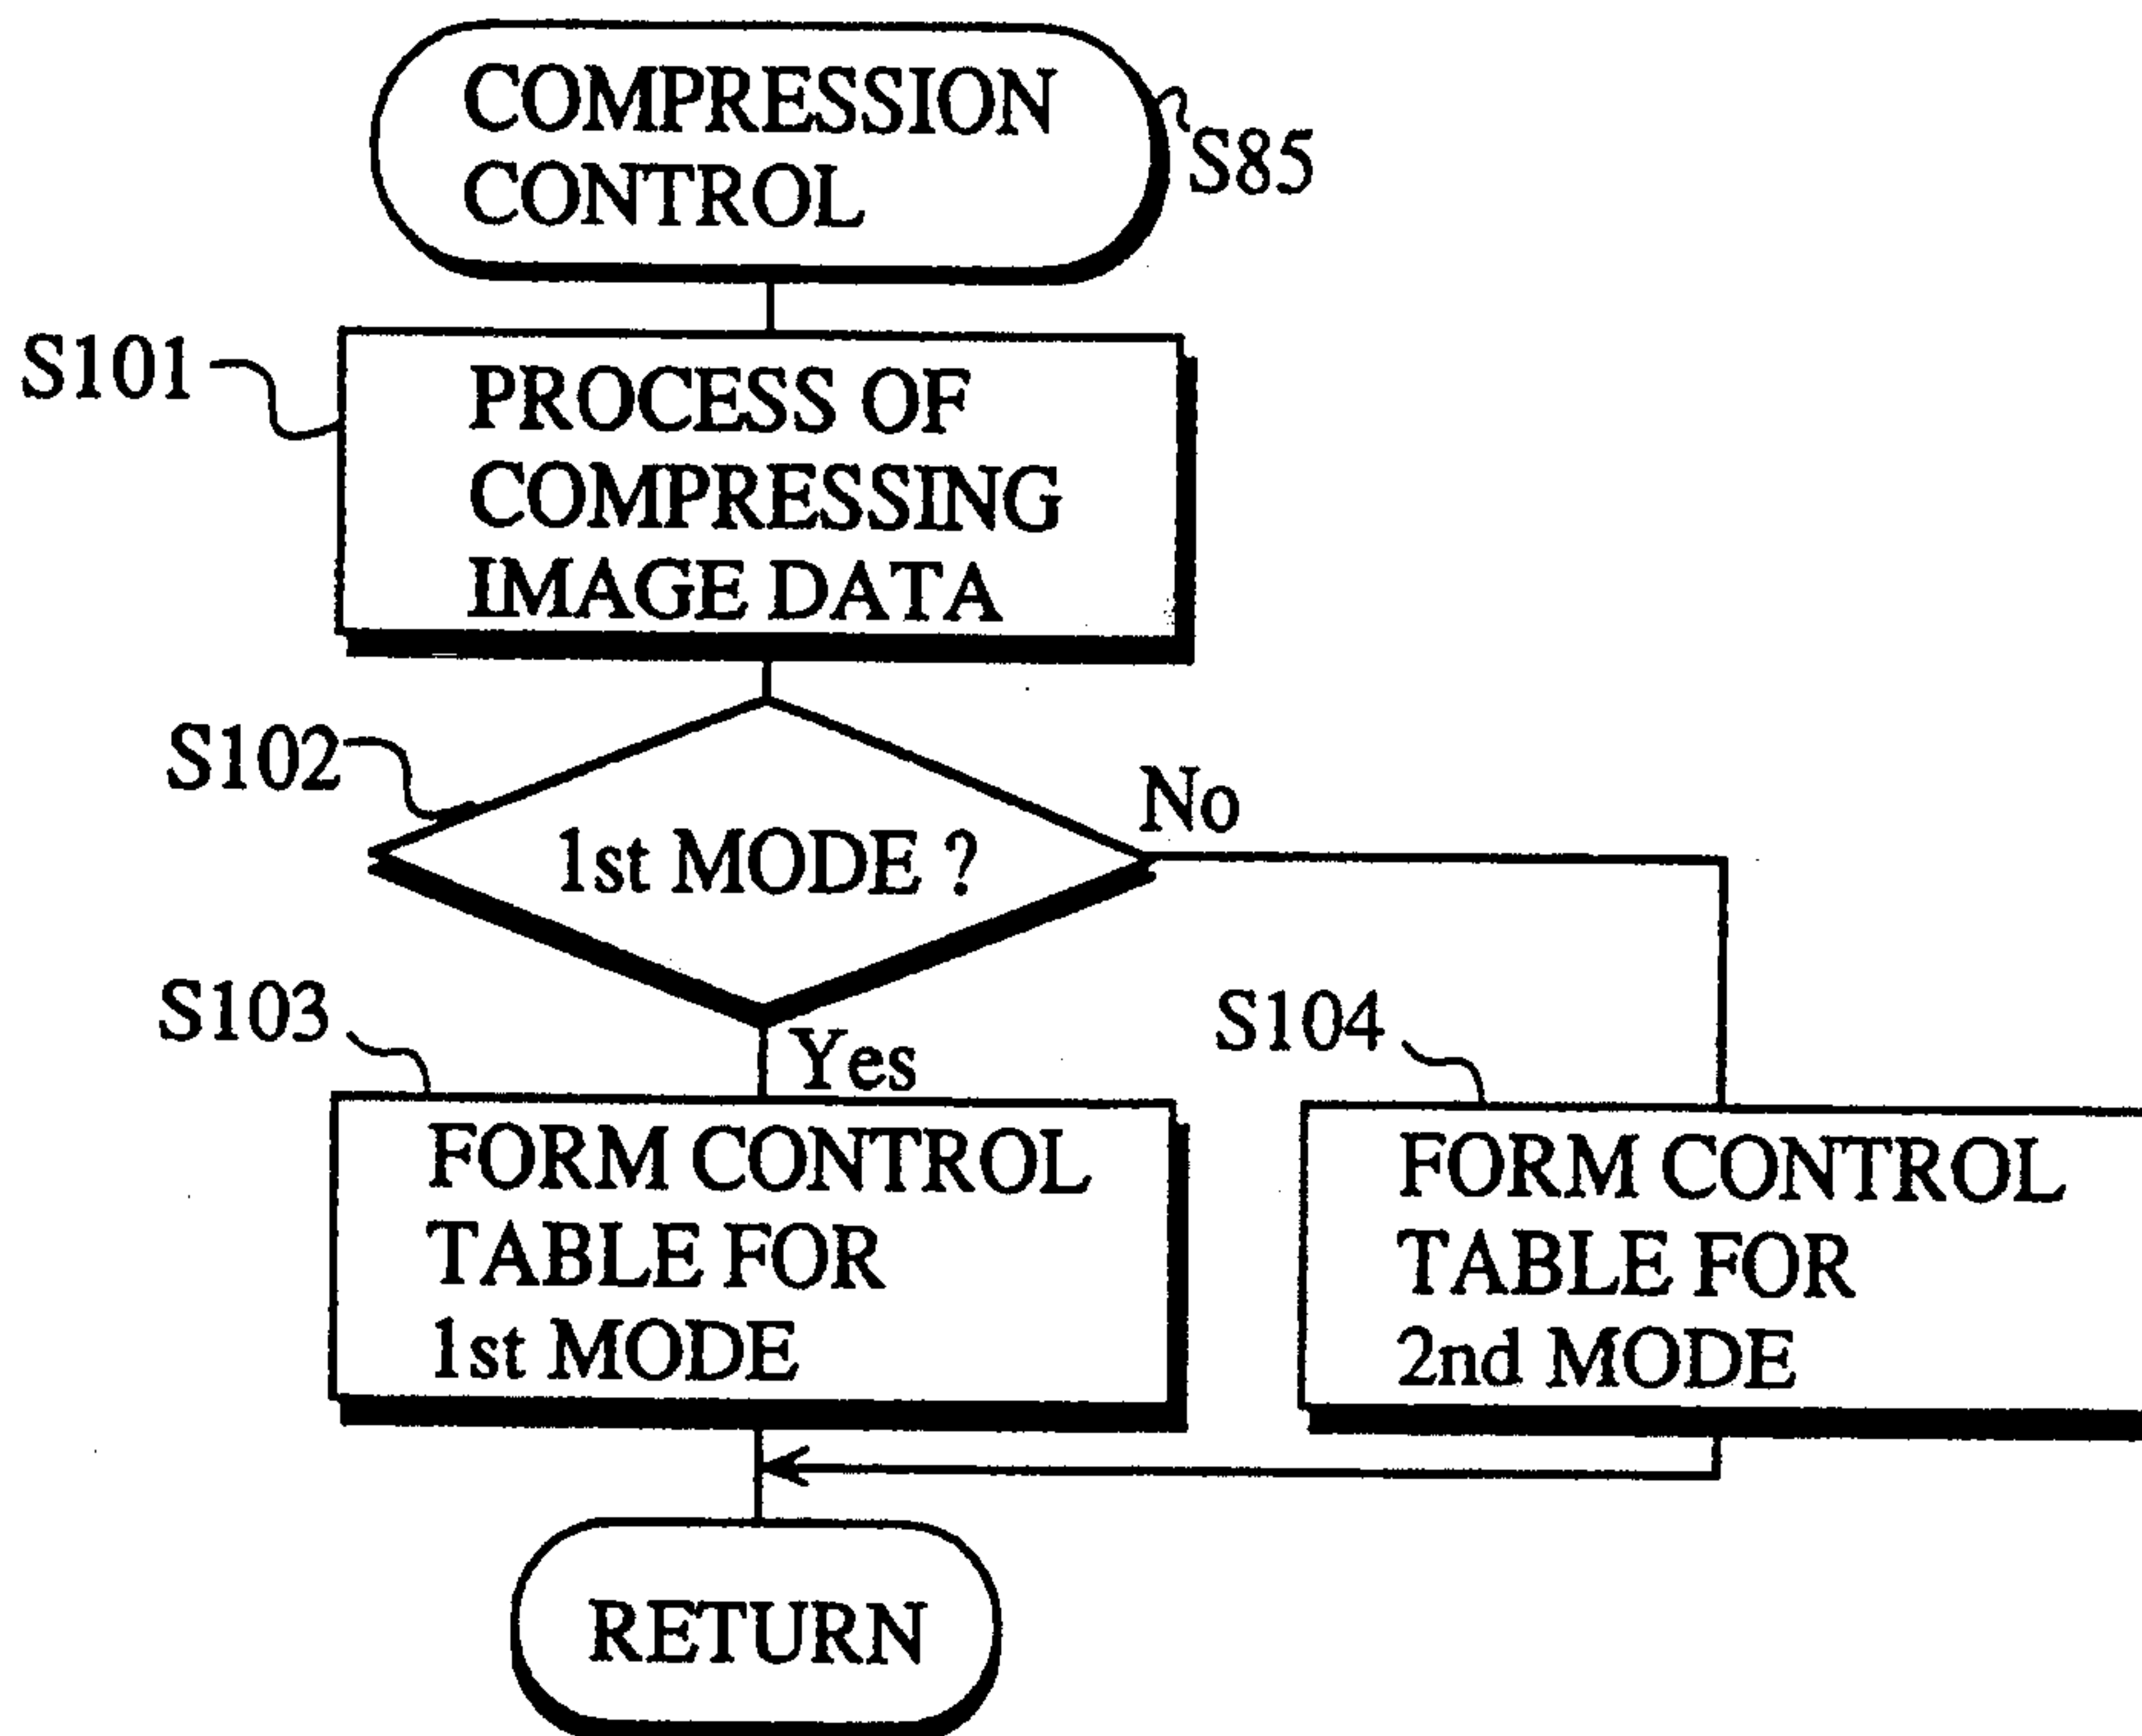 COMPRESSION
CONTROL
S85
S101
PROCESS OF
COMPRESSING
IMAGE DATA
S102
1st MODE ?
No
Yes
S103
FORM CONTROL
TABLE FOR
1st MODE
S104
FORM CONTROL
TABLE FOR
2nd MODE
RETURN